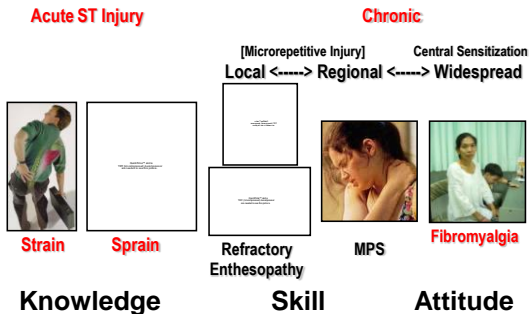 Acute ST Injury
Chronic
[Microrepetitive Injury]
Central Sensitization
Local <-----> Regional <-----> Widespread
Strain
Sprain
Refractory
Enthesopathy
MPS
Fibromyalgia
Knowledge
Skill
Attitude